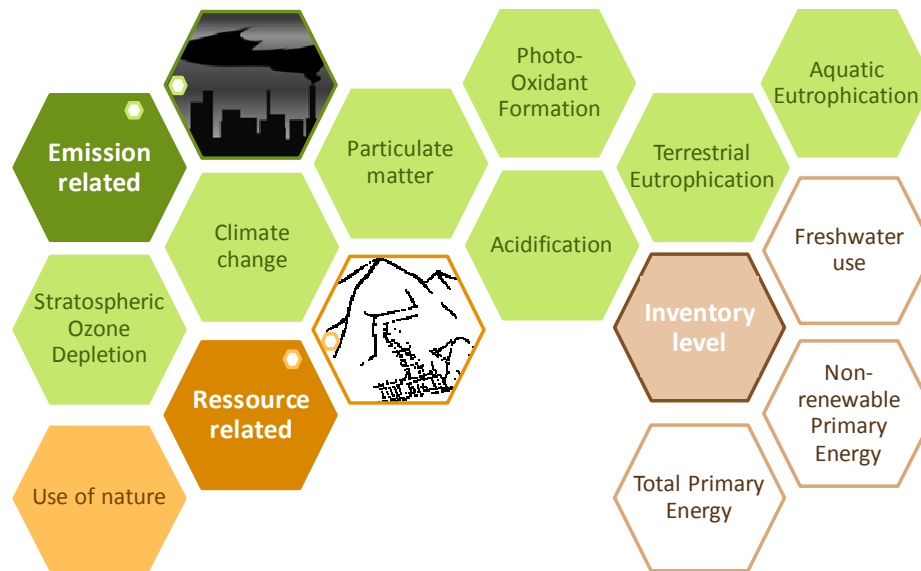 Emission
related
Particulate
matter
Photo-
Oxidant
Formation
Terrestrial
Eutrophication
Aquatic
Eutrophication
Climate
change
Acidification
Freshwater
use
Stratospheric
Ozone
Depletion
Inventory
level
Ressource
related
Non-
renewable
Primary
Energy
Use of nature
Total Primary
Energy